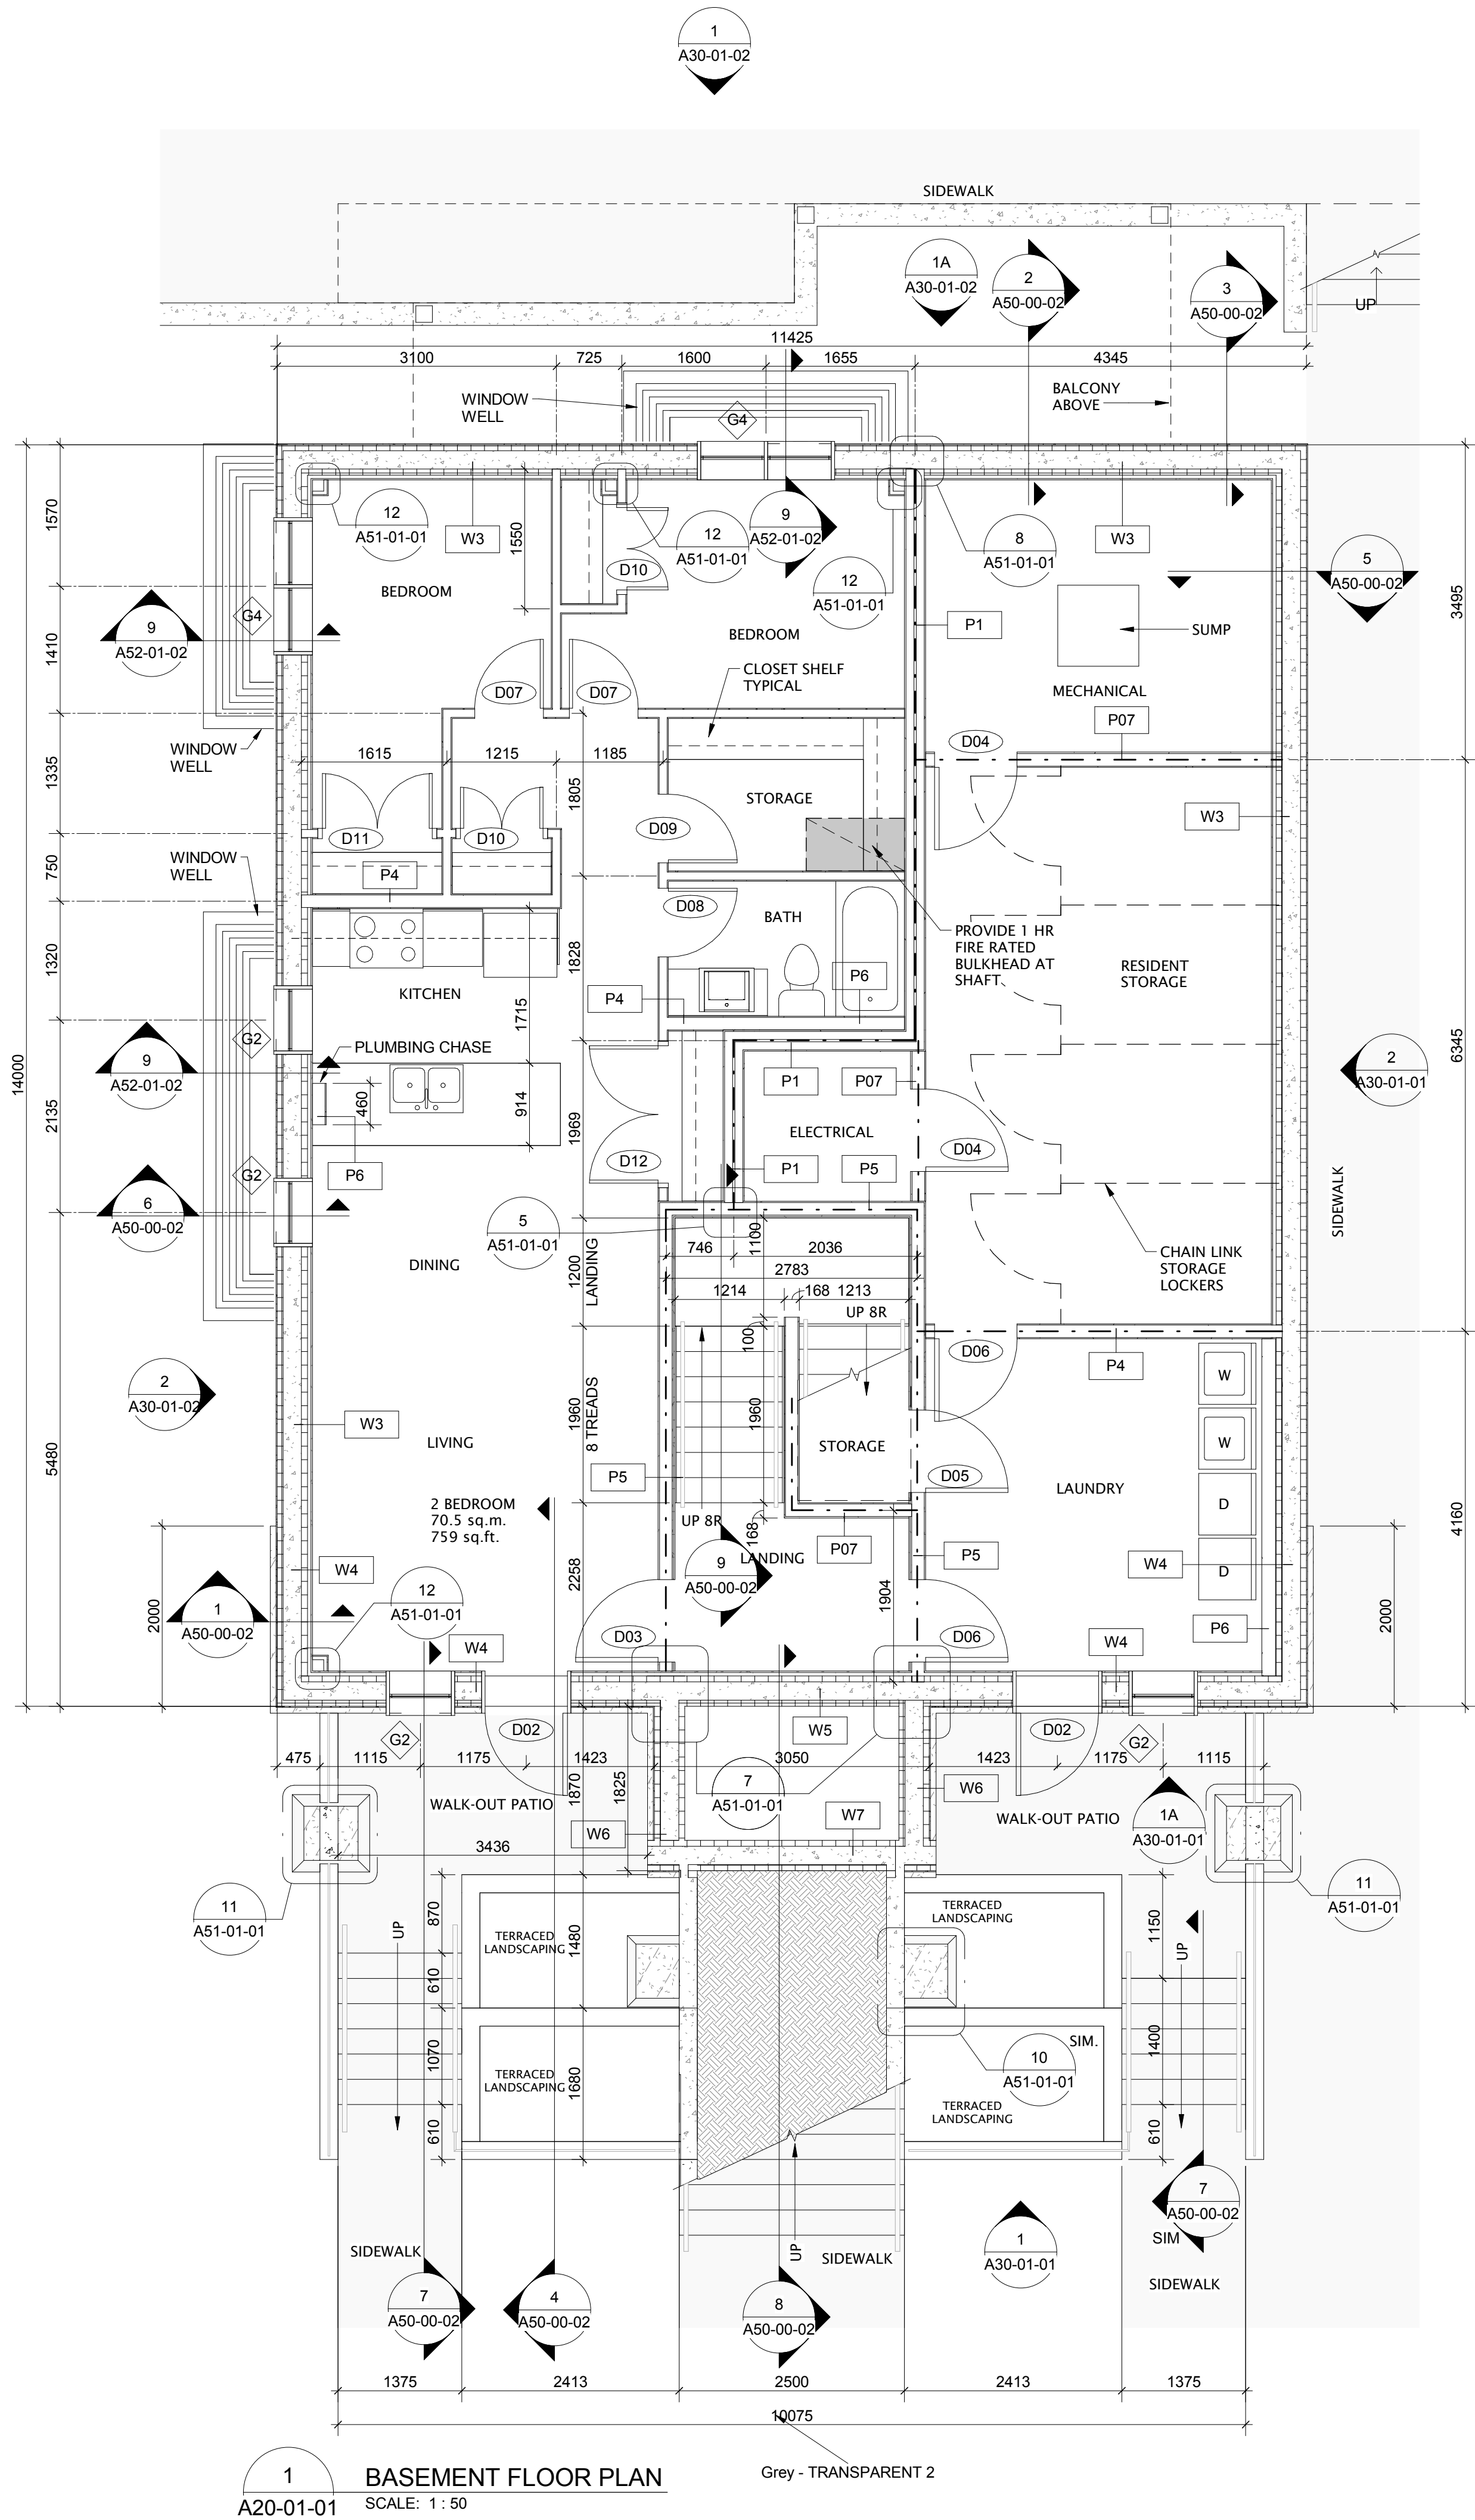 1
A30-01-02
SIDEWALK
1A
A30-01-02
2
A50-00-02
3
A50-00-02
UP
11425
3100
725
1600
1655
4345
WINDOW
WELL
G4
BALCONY
ABOVE
12
A51-01-01
W3
1550
D10
12
A51-01-01
9
A52-01-02
12
A51-01-01
8
A51-01-01
W3
5
A50-00-02
1570
3495
BEDROOM
G4
9
A52-01-02
1410
BEDROOM
P1
SUMP
CLOSET SHELF
TYPICAL
D07
D07
MECHANICAL
P07
WINDOW
WELL
1615
1215
1185
D04
1335
1805
STORAGE
D11
D10
D09
W3
WINDOW
WELL
750
P4
D08
BATH
PROVIDE 1 HR
FIRE RATED
BULKHEAD AT
SHAFT
RESIDENT
STORAGE
1320
1828
KITCHEN
P4
P6
1715
G2
PLUMBING CHASE
9
A52-01-02
14000
2135
460
914
1969
P1
P07
2
A30-01-01
6345
ELECTRICAL
D04
G2
P6
D12
P1
P5
6
A50-00-02
5
A51-01-01
1100
SIDEWALK
DINING
1200
LANDING
746
2036
2783
1214
168
1213
CHAIN LINK
STORAGE
LOCKERS
UP 8R
100
D06
P4
W
2
A30-01-02
W3
LIVING
1960
8 TREADS
1960
STORAGE
W
5480
P5
D05
LAUNDRY
D
2 BEDROOM
70.5 sq.m.
759 sq.ft.
UP 8R
168
4160
LANDING
P07
P5
W4
D
W4
2258
9
A50-00-02
1904
2000
2000
1
A50-00-02
12
A51-01-01
W4
D03
D06
W4
P6
G2
D02
W5
D02
G2
475
1115
1175
1423
3050
1423
1175
1115
1870
1825
7
A51-01-01
W6
WALK-OUT PATIO
WALK-OUT PATIO
1A
A30-01-01
W6
W7
3436
11
A51-01-01
11
A51-01-01
870
UP
TERRACED
LANDSCAPING
1480
TERRACED
LANDSCAPING
1150
UP
610
1070
TERRACED
LANDSCAPING
1680
10
A51-01-01
SIM.
1400
TERRACED
LANDSCAPING
610
610
7
A50-00-02
SIM
1
A30-01-01
SIDEWALK
UP
SIDEWALK
SIDEWALK
7
A50-00-02
4
A50-00-02
8
A50-00-02
1375
2413
2500
2413
1375
10075
Grey - TRANSPARENT 2
1
A20-01-01
BASEMENT FLOOR PLAN
SCALE: 1 : 50